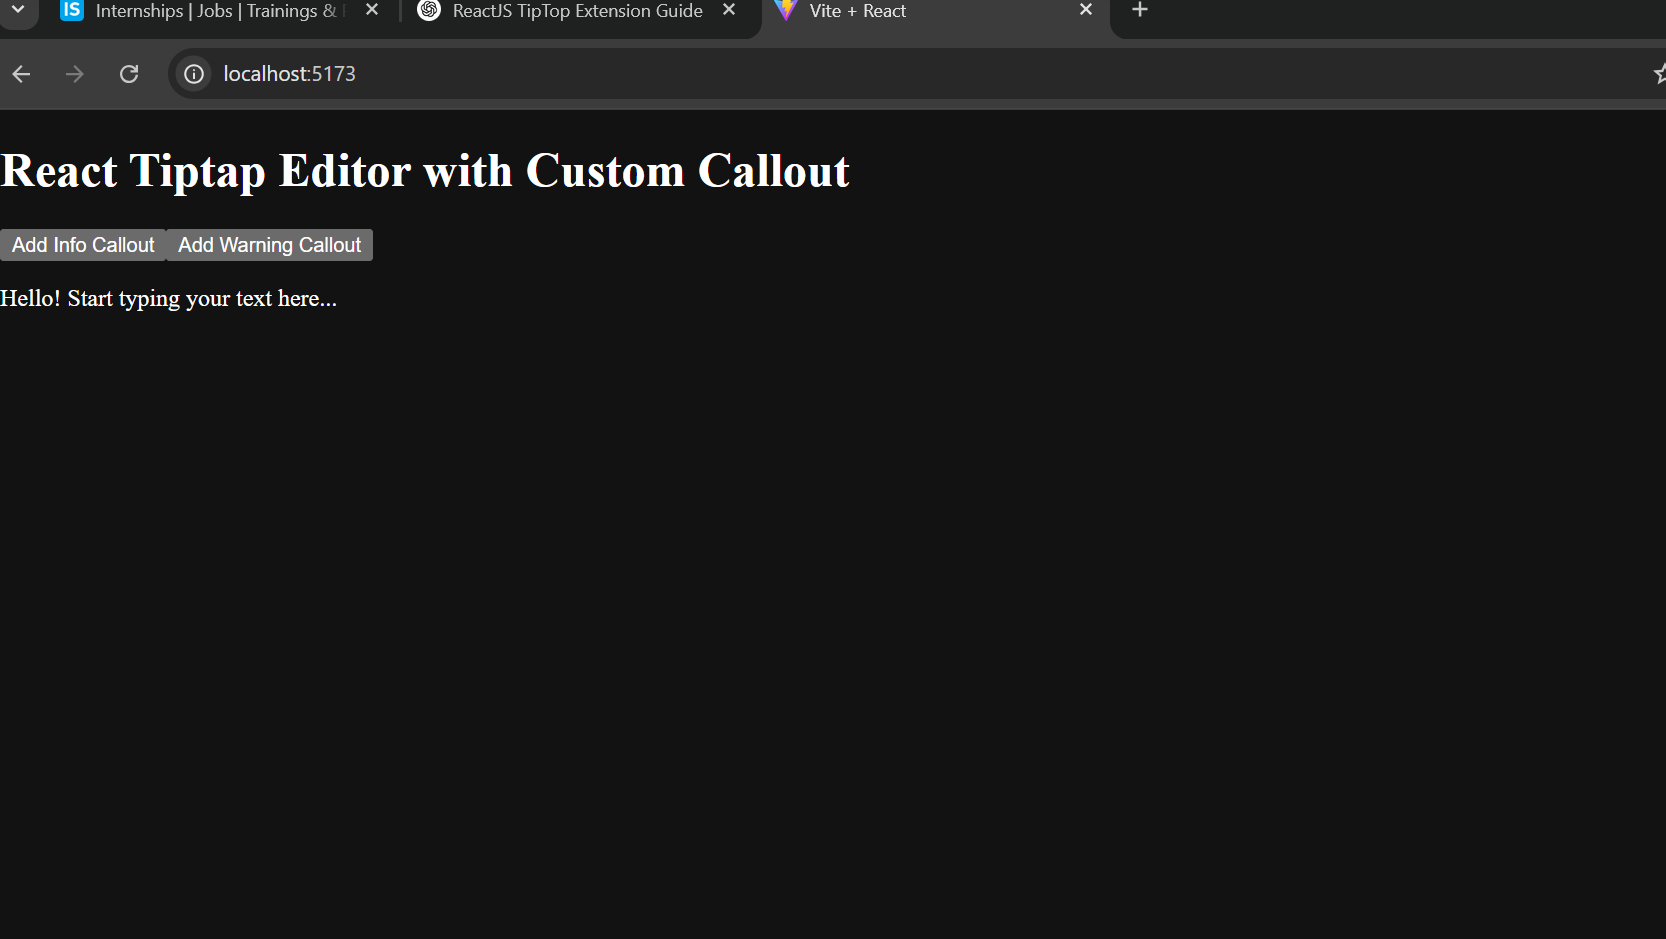 IS Internships | Jobs | Trainings &
ReactJS TipTop Extension Guide
Vite + React
localhost:5173
React Tiptap Editor with Custom Callout
Add Info Callout Add Warning Callout
Hello! Start typing your text here...